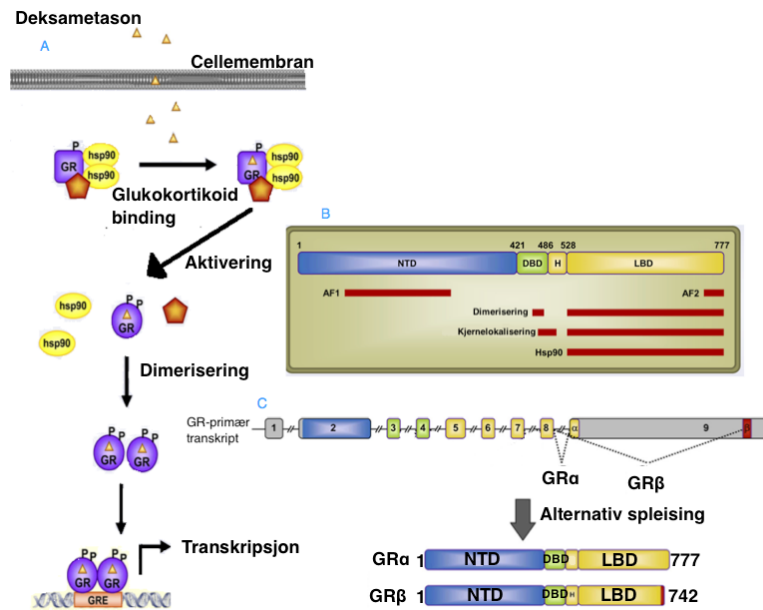 Deksametason
A
Cellemembran
P
GR
hsp90
hsp90
P
GR
hsp90
hsp90
Glukokortikoid
binding
Aktivering
hsp90
hsp90
P P
GR
Dimerisering
P P
GR
P P
GR
P P
GR
P P
GR
GRE
Transkripsjon
B
1 421 486 528 777
NTD DBD H LBD
AF1 AF2
Dimerisering
Kjernelokalisering
Hsp90
C
GR-primær
transkript
1 2 3 4 5 6 7 8 α 9 β
GRα
GRβ
Alternativ spleising
GRα 1 NTD DBD LBD 777
GRβ 1 NTD DBD H LBD 742